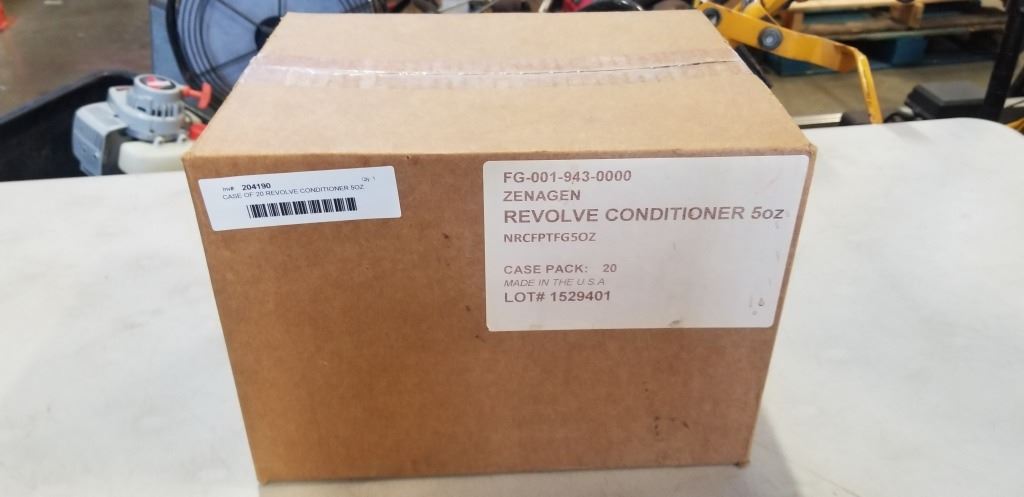 Inv# 204190 Qty: 1
CASE OF 20 REVOLVE CONDITIONER 5OZ
FG-001-943-0000
ZENAGEN
REVOLVE CONDITIONER 5oz
NRCFPTFG5OZ
CASE PACK: 20
MADE IN THE U.S.A
LOT# 1529401